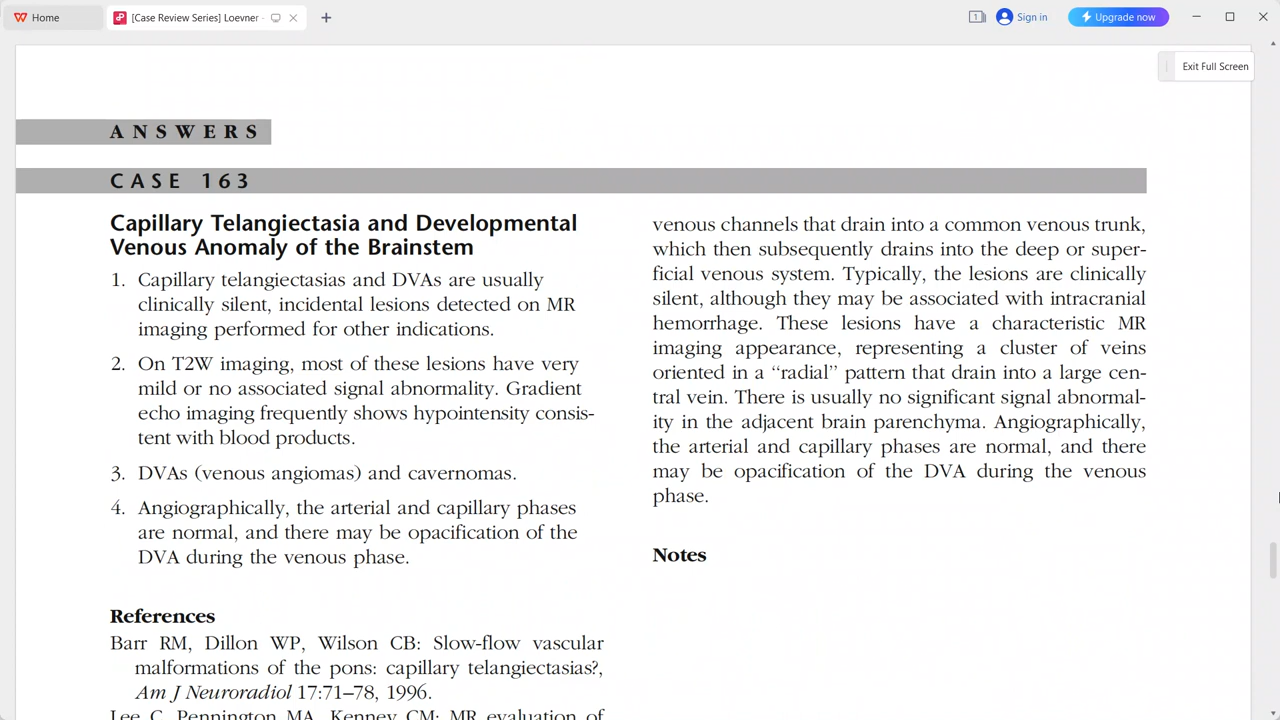 Home
[Case Review Series] Loevner -
1
Sign in
Upgrade now
Exit Full Screen
ANSWERS
CASE 163
Capillary Telangiectasia and Developmental
Venous Anomaly of the Brainstem
1. Capillary telangiectasias and DVAs are usually
clinically silent, incidental lesions detected on MR
imaging performed for other indications.
2. On T2W imaging, most of these lesions have very
mild or no associated signal abnormality. Gradient
echo imaging frequently shows hypointensity consis-
tent with blood products.
3. DVAs (venous angiomas) and cavernomas.
4. Angiographically, the arterial and capillary phases
are normal, and there may be opacification of the
DVA during the venous phase.
References
Barr RM, Dillon WP, Wilson CB: Slow-flow vascular
malformations of the pons: capillary telangiectasias?,
Am J Neuroradiol 17:71–78, 1996.
Lee C, Pennington MA, Kenney CM: MR evaluation of
venous channels that drain into a common venous trunk,
which then subsequently drains into the deep or super-
ficial venous system. Typically, the lesions are clinically
silent, although they may be associated with intracranial
hemorrhage. These lesions have a characteristic MR
imaging appearance, representing a cluster of veins
oriented in a "radial" pattern that drain into a large cen-
tral vein. There is usually no significant signal abnormal-
ity in the adjacent brain parenchyma. Angiographically,
the arterial and capillary phases are normal, and there
may be opacification of the DVA during the venous
phase.
Notes